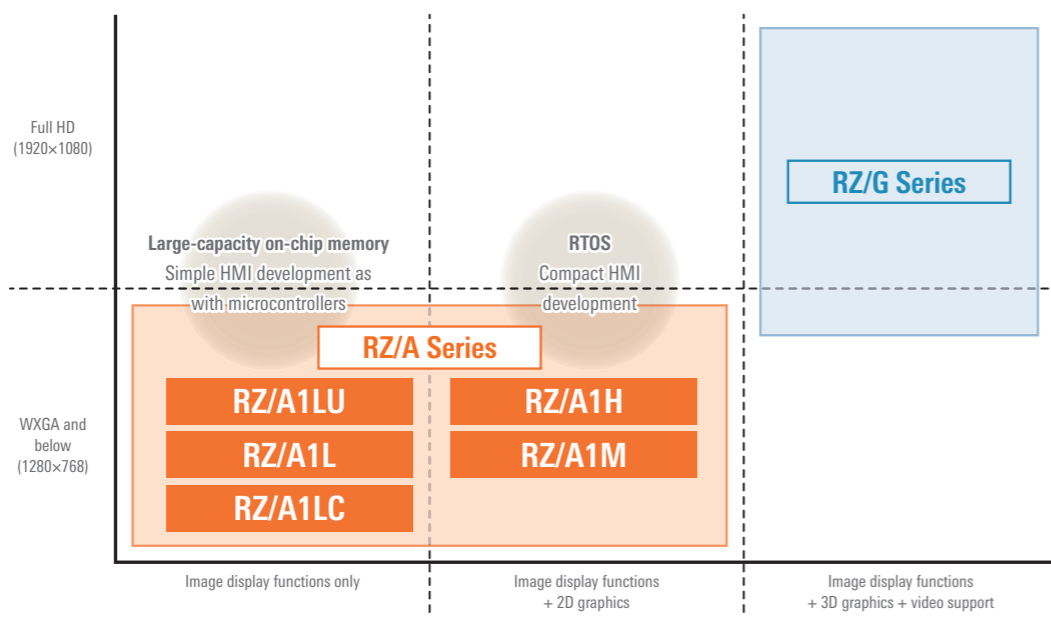 Full HD
(1920×1080)
RZ/G Series
Large-capacity on-chip memory
Simple HMI development as
with microcontrollers
RTOS
Compact HMI
development
RZ/A Series
RZ/A1LU
RZ/A1H
WXGA and
below
(1280×768)
RZ/A1L
RZ/A1M
RZ/A1LC
Image display functions only
Image display functions
+ 2D graphics
Image display functions
+ 3D graphics + video support